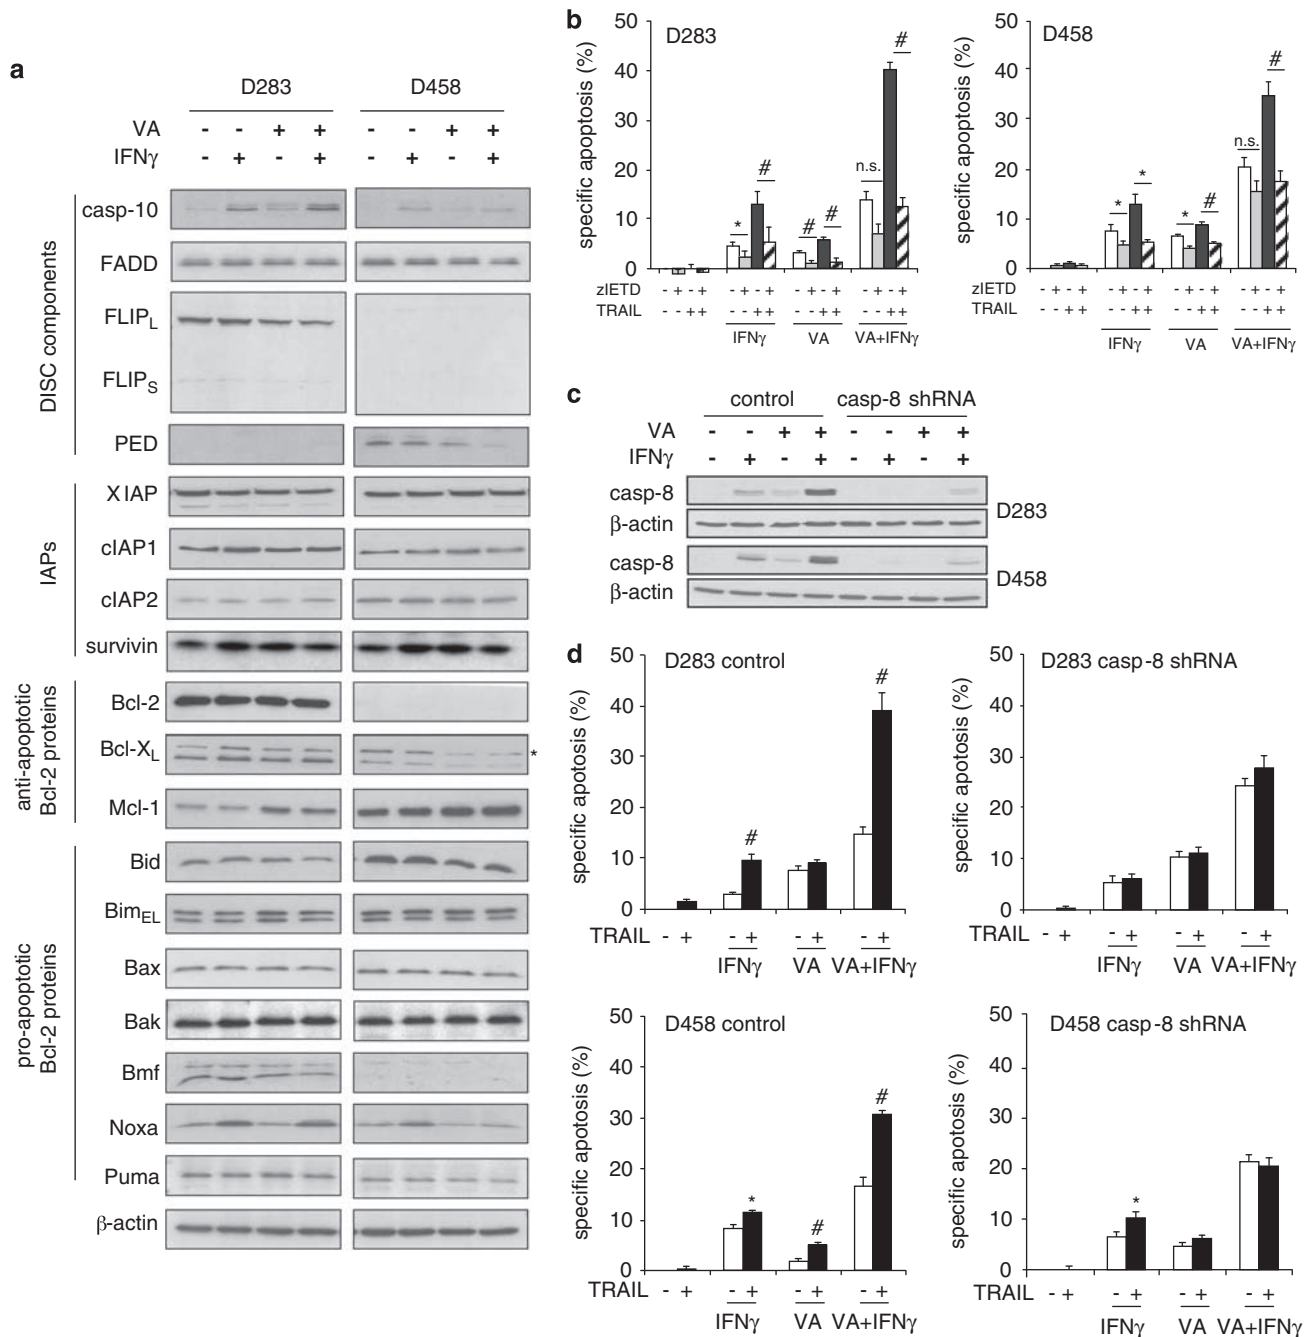 a
D283 D458
VA - - + + - - + +
IFNγ - + - + - + - +
DISC components
casp-10
FADD
FLIPL
FLIPS
PED
IAPs
XIAP
cIAP1
cIAP2
survivin
anti-apoptotic
Bcl-2 proteins
Bcl-2
Bcl-XL *
Mcl-1
pro-apoptotic
Bcl-2 proteins
Bid
BimEL
Bax
Bak
Bmf
Noxa
Puma
β-actin
b
D283
specific apoptosis (%)
50
40
30
20
10
0
* # # # n.s. #
zIETD - + - + - + - + - + - + - + - +
TRAIL - - + + - - + + - - + + - - + +
IFNγ VA VA+IFNγ
D458
specific apoptosis (%)
50
40
30
20
10
0
* * * # n.s. #
zIETD - + - + - + - + - + - + - + - +
TRAIL - - + + - - + + - - + + - - + +
IFNγ VA VA+IFNγ
c
control casp-8 shRNA
VA - - + + - - + +
IFNγ - + - + - + - +
casp-8
β-actin
D283
casp-8
β-actin
D458
d
D283 control
specific apotosis (%)
50
40
30
20
10
0
# #
TRAIL - + - + - + - +
IFNγ VA VA+IFNγ
D283 casp-8 shRNA
specific apotosis (%)
50
40
30
20
10
0
TRAIL - + - + - + - +
IFNγ VA VA+IFNγ
D458 control
specific apotosis (%)
50
40
30
20
10
0
* # #
TRAIL - + - + - + - +
IFNγ VA VA+IFNγ
D458 casp-8 shRNA
specific apotosis (%)
50
40
30
20
10
0
*
TRAIL - + - + - + - +
IFNγ VA VA+IFNγ